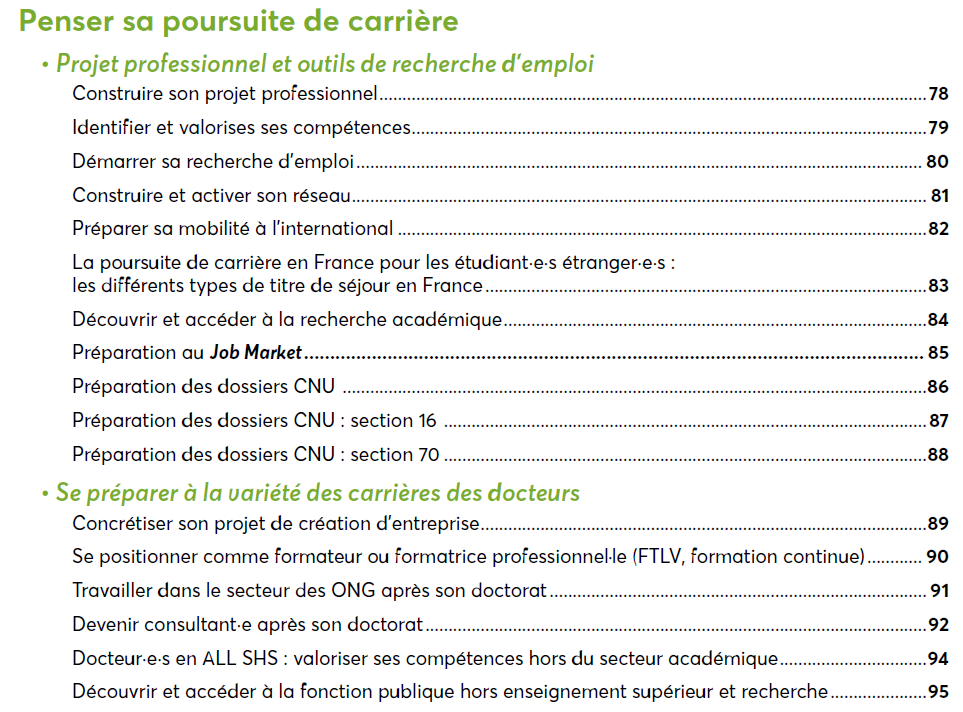 Penser sa poursuite de carrière
• Projet professionnel et outils de recherche d'emploi
Construire son projet professionnel 78
Identifier et valorises ses compétences 79
Démarrer sa recherche d'emploi 80
Construire et activer son réseau 81
Préparer sa mobilité à l'international 82
La poursuite de carrière en France pour les étudiant·e·s étranger·e·s :
les différents types de titre de séjour en France 83
Découvrir et accéder à la recherche académique 84
Préparation au Job Market 85
Préparation des dossiers CNU 86
Préparation des dossiers CNU : section 16 87
Préparation des dossiers CNU : section 70 88
• Se préparer à la variété des carrières des docteurs
Concrétiser son projet de création d'entreprise 89
Se positionner comme formateur ou formatrice professionnel·le (FTLV, formation continue) 90
Travailler dans le secteur des ONG après son doctorat 91
Devenir consultant·e après son doctorat 92
Docteur·e·s en ALL SHS : valoriser ses compétences hors du secteur académique 94
Découvrir et accéder à la fonction publique hors enseignement supérieur et recherche 95